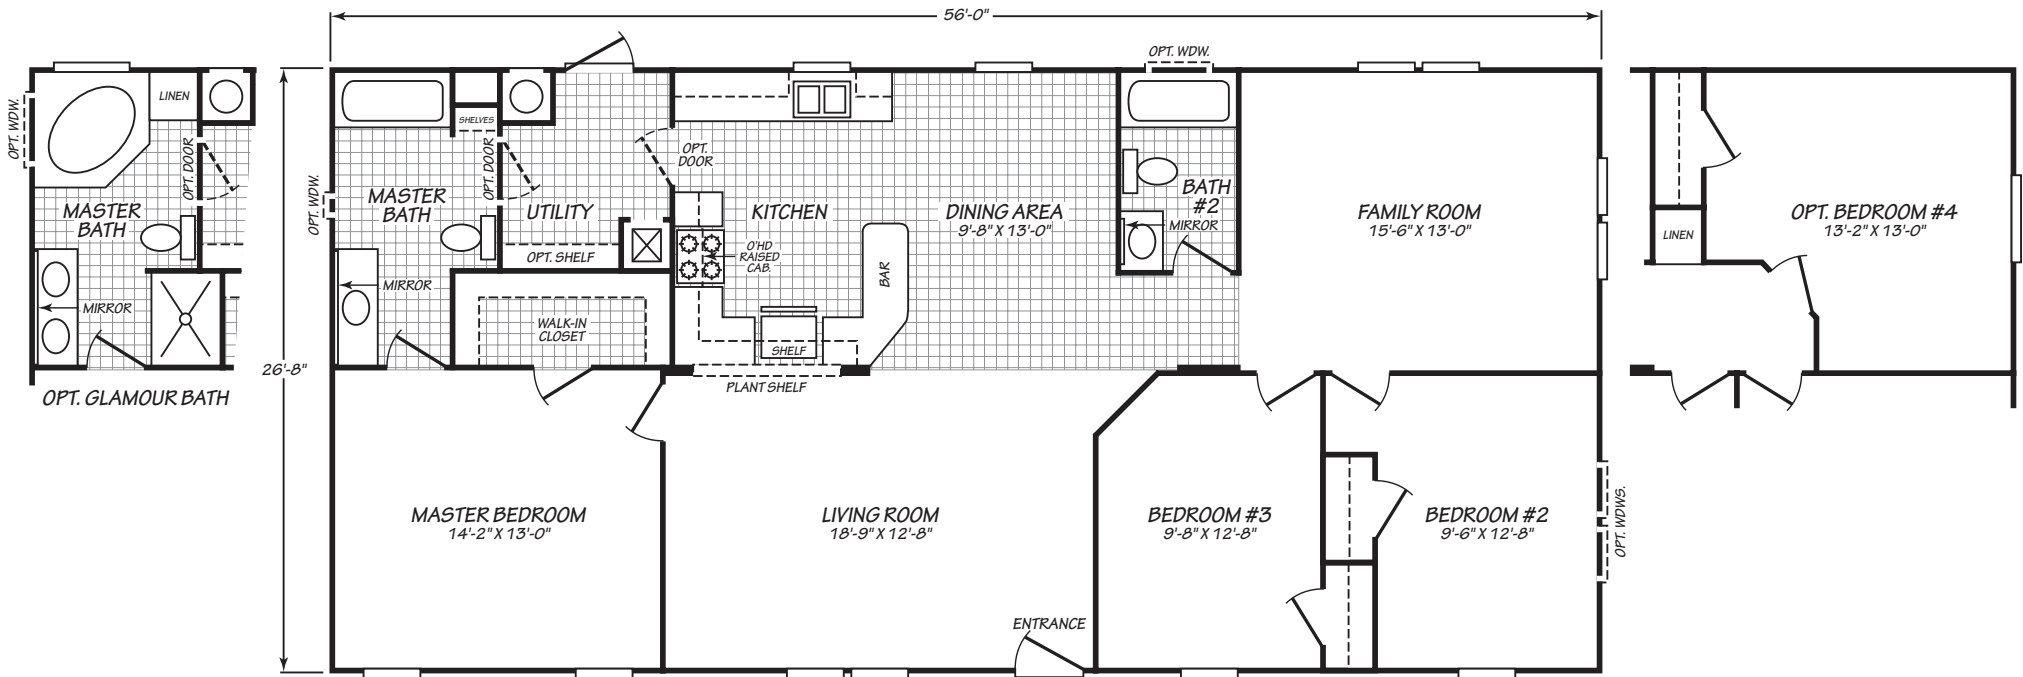 56'-0"
OPT. WDW.
LINEN
OPT. DOOR
MASTER
BATH
MIRROR
OPT. GLAMOUR BATH
26'-8"
OPT. WDW.
SHELVES
OPT. DOOR
MASTER
BATH
MIRROR
UTILITY
OPT. SHELF
WALK-IN
CLOSET
OPT.
DOOR
KITCHEN
O'HD
RAISED
CAB.
SHELF
BAR
PLANT SHELF
DINING AREA
9'-8" X 13'-0"
OPT. WDW.
BATH
#2
MIRROR
FAMILY ROOM
15'-6" X 13'-0"
LINEN
OPT. BEDROOM #4
13'-2" X 13'-0"
MASTER BEDROOM
14'-2" X 13'-0"
LIVING ROOM
18'-9" X 12'-8"
ENTRANCE
BEDROOM #3
9'-8" X 12'-8"
BEDROOM #2
9'-6" X 12'-8"
OPT. WDWS.